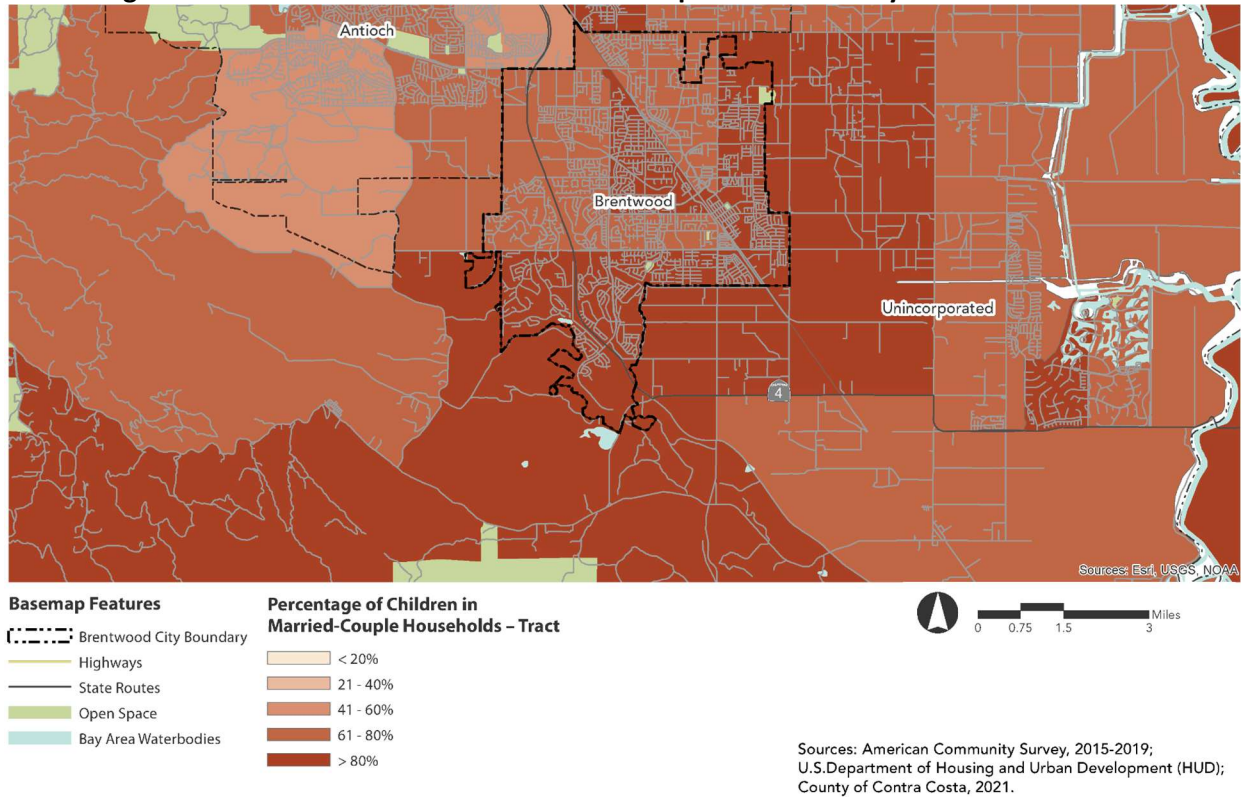 Antioch
Brentwood
Unincorporated
4
Sources: Esri, USGS, NOAA
Basemap Features
Brentwood City Boundary
Highways
State Routes
Open Space
Bay Area Waterbodies
Percentage of Children in
Married-Couple Households – Tract
< 20%
21 - 40%
41 - 60%
61 - 80%
> 80%
Miles
0 0.75 1.5 3
Sources: American Community Survey, 2015-2019;
U.S.Department of Housing and Urban Development (HUD);
County of Contra Costa, 2021.